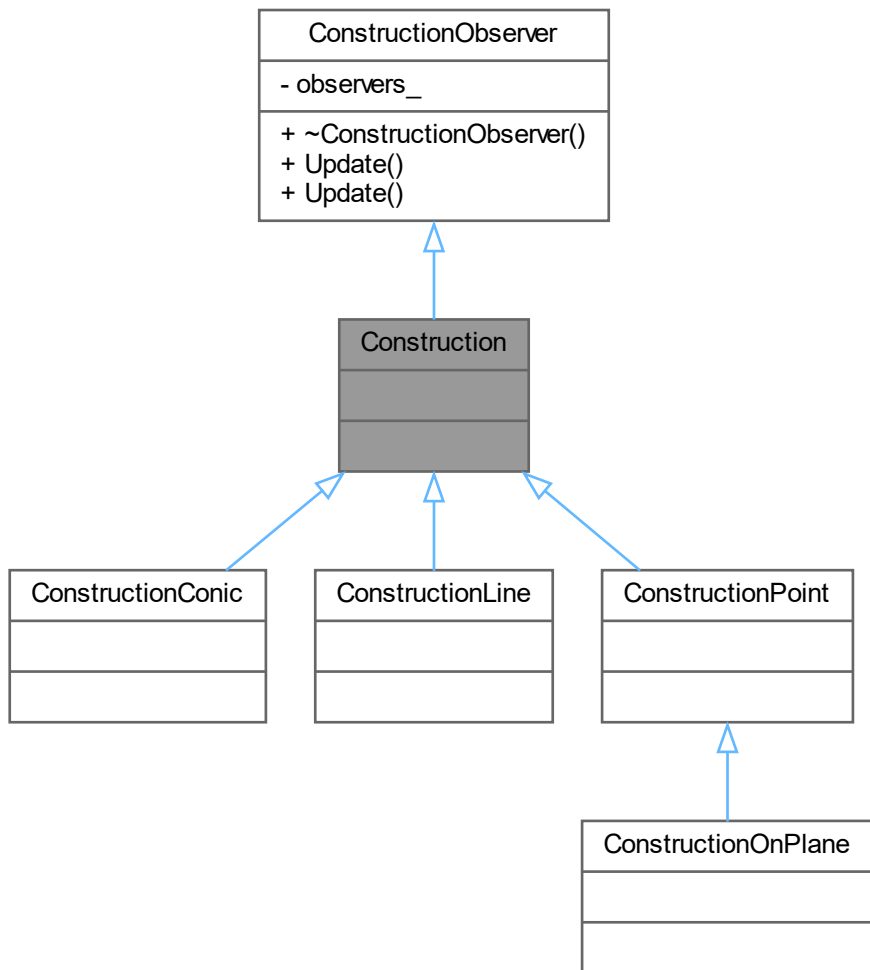 ConstructionObserver
- observers_
+ ~ConstructionObserver()
+ Update()
+ Update()
Construction
ConstructionConic
ConstructionLine
ConstructionPoint
ConstructionOnPlane